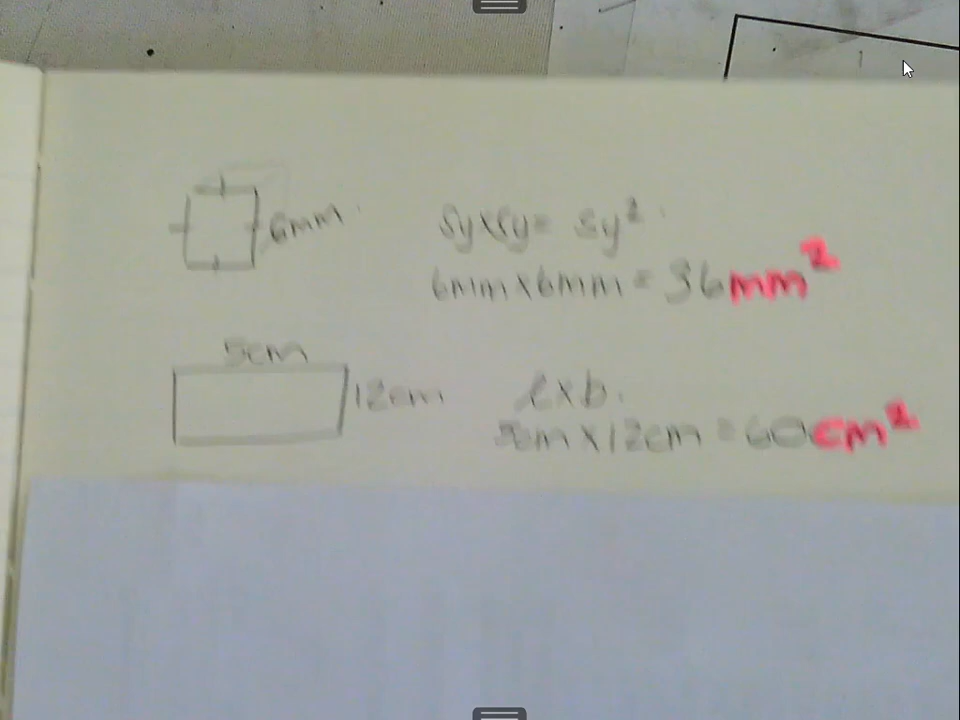 6mm
sy×sy= sy²
6mm×6mm = 36mm²
5cm
12cm
l×b.
5cm×12cm = 60cm²